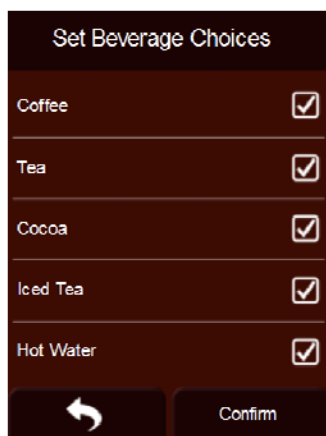 Set Beverage Choices
Coffee
Tea
Cocoa
Iced Tea
Hot Water
Confirm